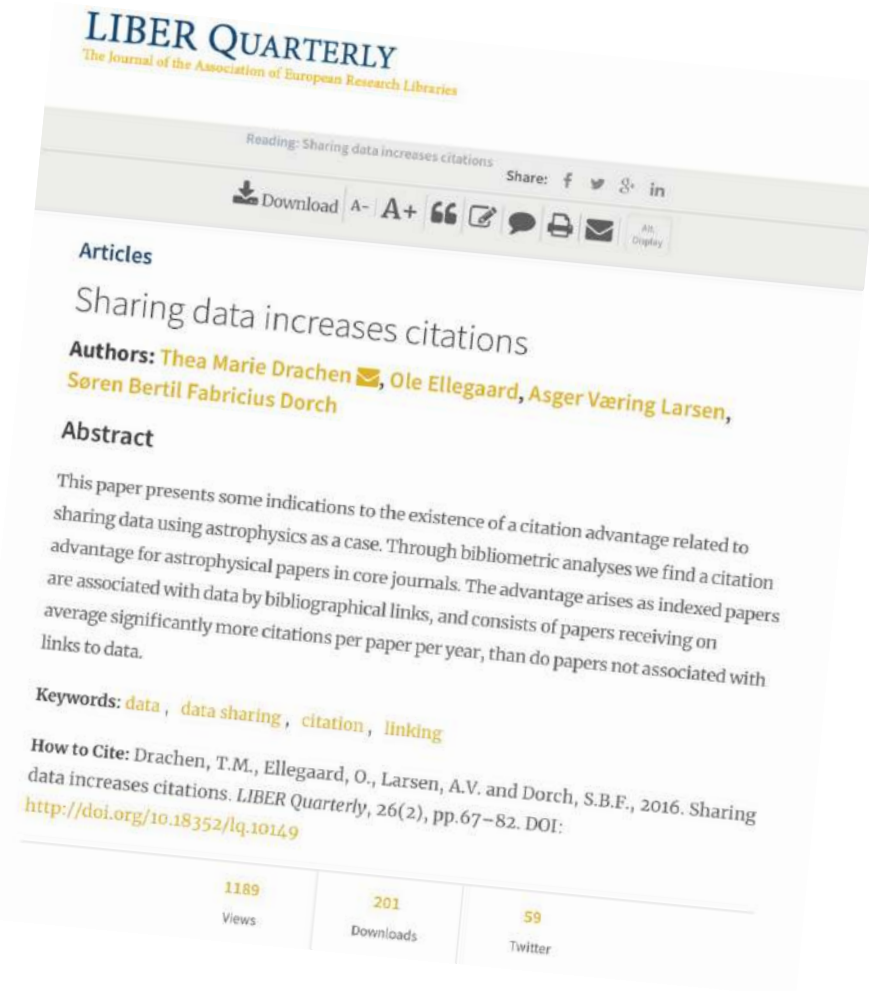 LIBER QUARTERLY
The Journal of the Association of European Research Libraries
Reading: Sharing data increases citations
Share: f g+ in
Download A- A+ Alt. Display
Articles
Sharing data increases citations
Authors: Thea Marie Drachen, Ole Ellegaard, Asger Væring Larsen,
Søren Bertil Fabricius Dorch
Abstract
This paper presents some indications to the existence of a citation advantage related to
sharing data using astrophysics as a case. Through bibliometric analyses we find a citation
advantage for astrophysical papers in core journals. The advantage arises as indexed papers
are associated with data by bibliographical links, and consists of papers receiving on
average significantly more citations per paper per year, than do papers not associated with
links to data.
Keywords: data , data sharing , citation , linking
How to Cite: Drachen, T.M., Ellegaard, O., Larsen, A.V. and Dorch, S.B.F., 2016. Sharing
data increases citations. LIBER Quarterly, 26(2), pp.67–82. DOI:
http://doi.org/10.18352/lq.10149
1189 201 59
Views Downloads Twitter